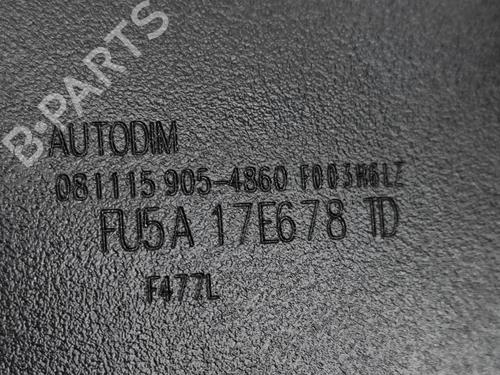 B-PARTS
AUTODIM
081115 905-4860 F003H6LZ
FU5A 17E678 TD
F477L